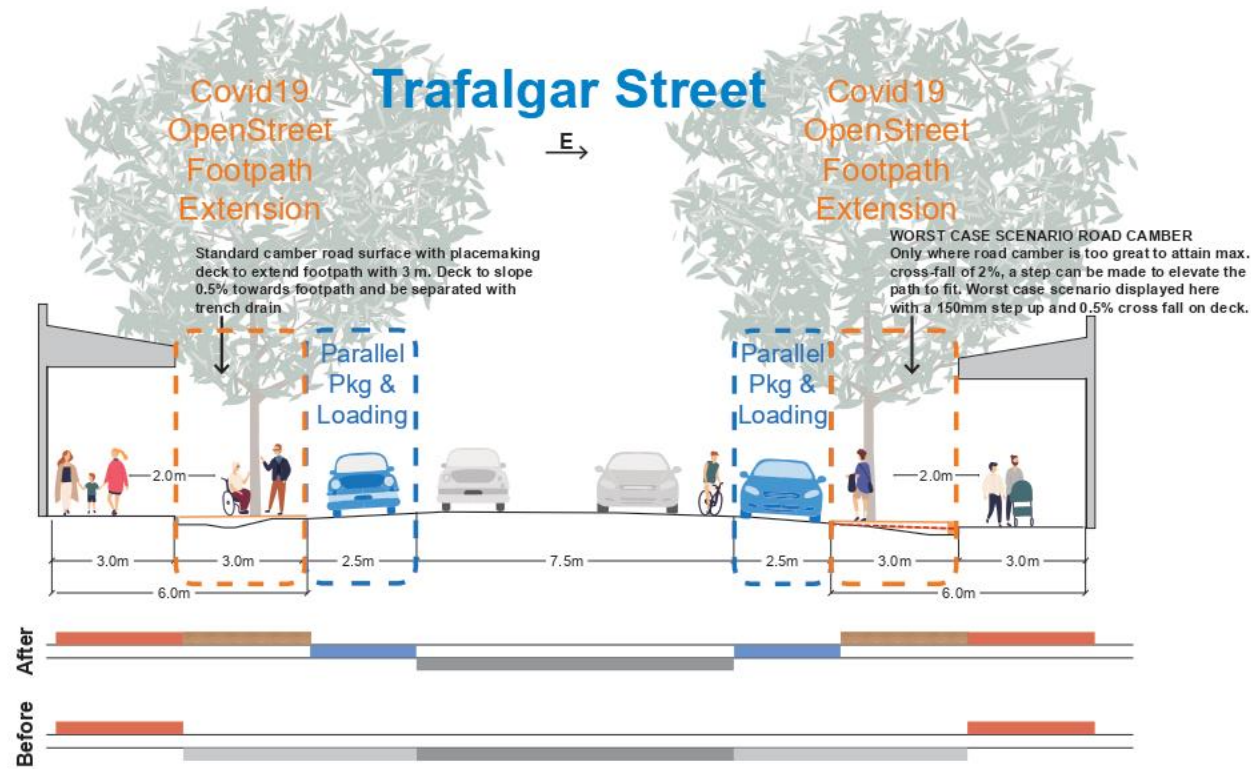 Trafalgar Street
E
Covid19
OpenStreet
Footpath
Extension
Covid19
OpenStreet
Footpath
Extension
Standard camber road surface with placemaking
deck to extend footpath with 3 m. Deck to slope
0.5% towards footpath and be separated with
trench drain
WORST CASE SCENARIO ROAD CAMBER
Only where road camber is too great to attain max.
cross-fall of 2%, a step can be made to elevate the
path to fit. Worst case scenario displayed here
with a 150mm step up and 0.5% cross fall on deck.
Parallel
Pkg &
Loading
Parallel
Pkg &
Loading
2.0m
2.0m
3.0m
3.0m
2.5m
7.5m
2.5m
3.0m
3.0m
6.0m
6.0m
After
Before